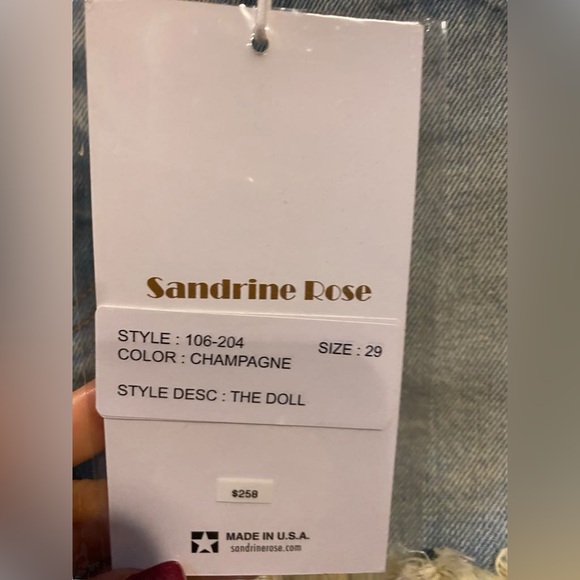 Sandrine Rose
STYLE : 106-204 SIZE : 29
COLOR : CHAMPAGNE
STYLE DESC : THE DOLL
$258
MADE IN U.S.A.
sandrinerose.com